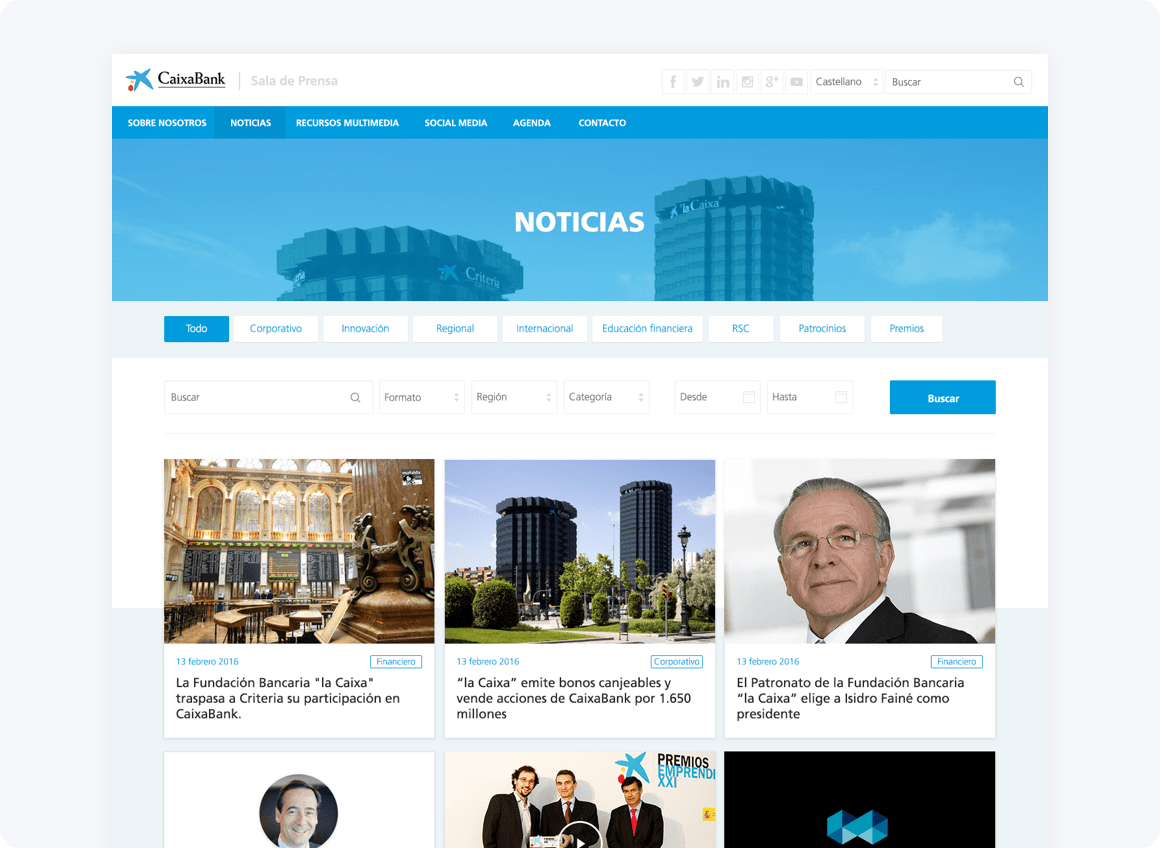 CaixaBank
Sala de Prensa
Castellano
Buscar
SOBRE NOSOTROS
NOTICIAS
RECURSOS MULTIMEDIA
SOCIAL MEDIA
AGENDA
CONTACTO
"la Caixa"
NOTICIAS
Criteria
Todo
Corporativo
Innovación
Regional
Internacional
Educación financiera
RSC
Patrocinios
Premios
Buscar
Formato
Región
Categoría
Desde
Hasta
Buscar
13 febrero 2016
Financiero
La Fundación Bancaria "la Caixa"
traspasa a Criteria su participación en
CaixaBank.
13 febrero 2016
Corporativo
“la Caixa” emite bonos canjeables y
vende acciones de CaixaBank por 1.650
millones
13 febrero 2016
Financiero
El Patronato de la Fundación Bancaria
“la Caixa” elige a Isidro Fainé como
presidente
PREMIOS
EMPRENDI
XXI